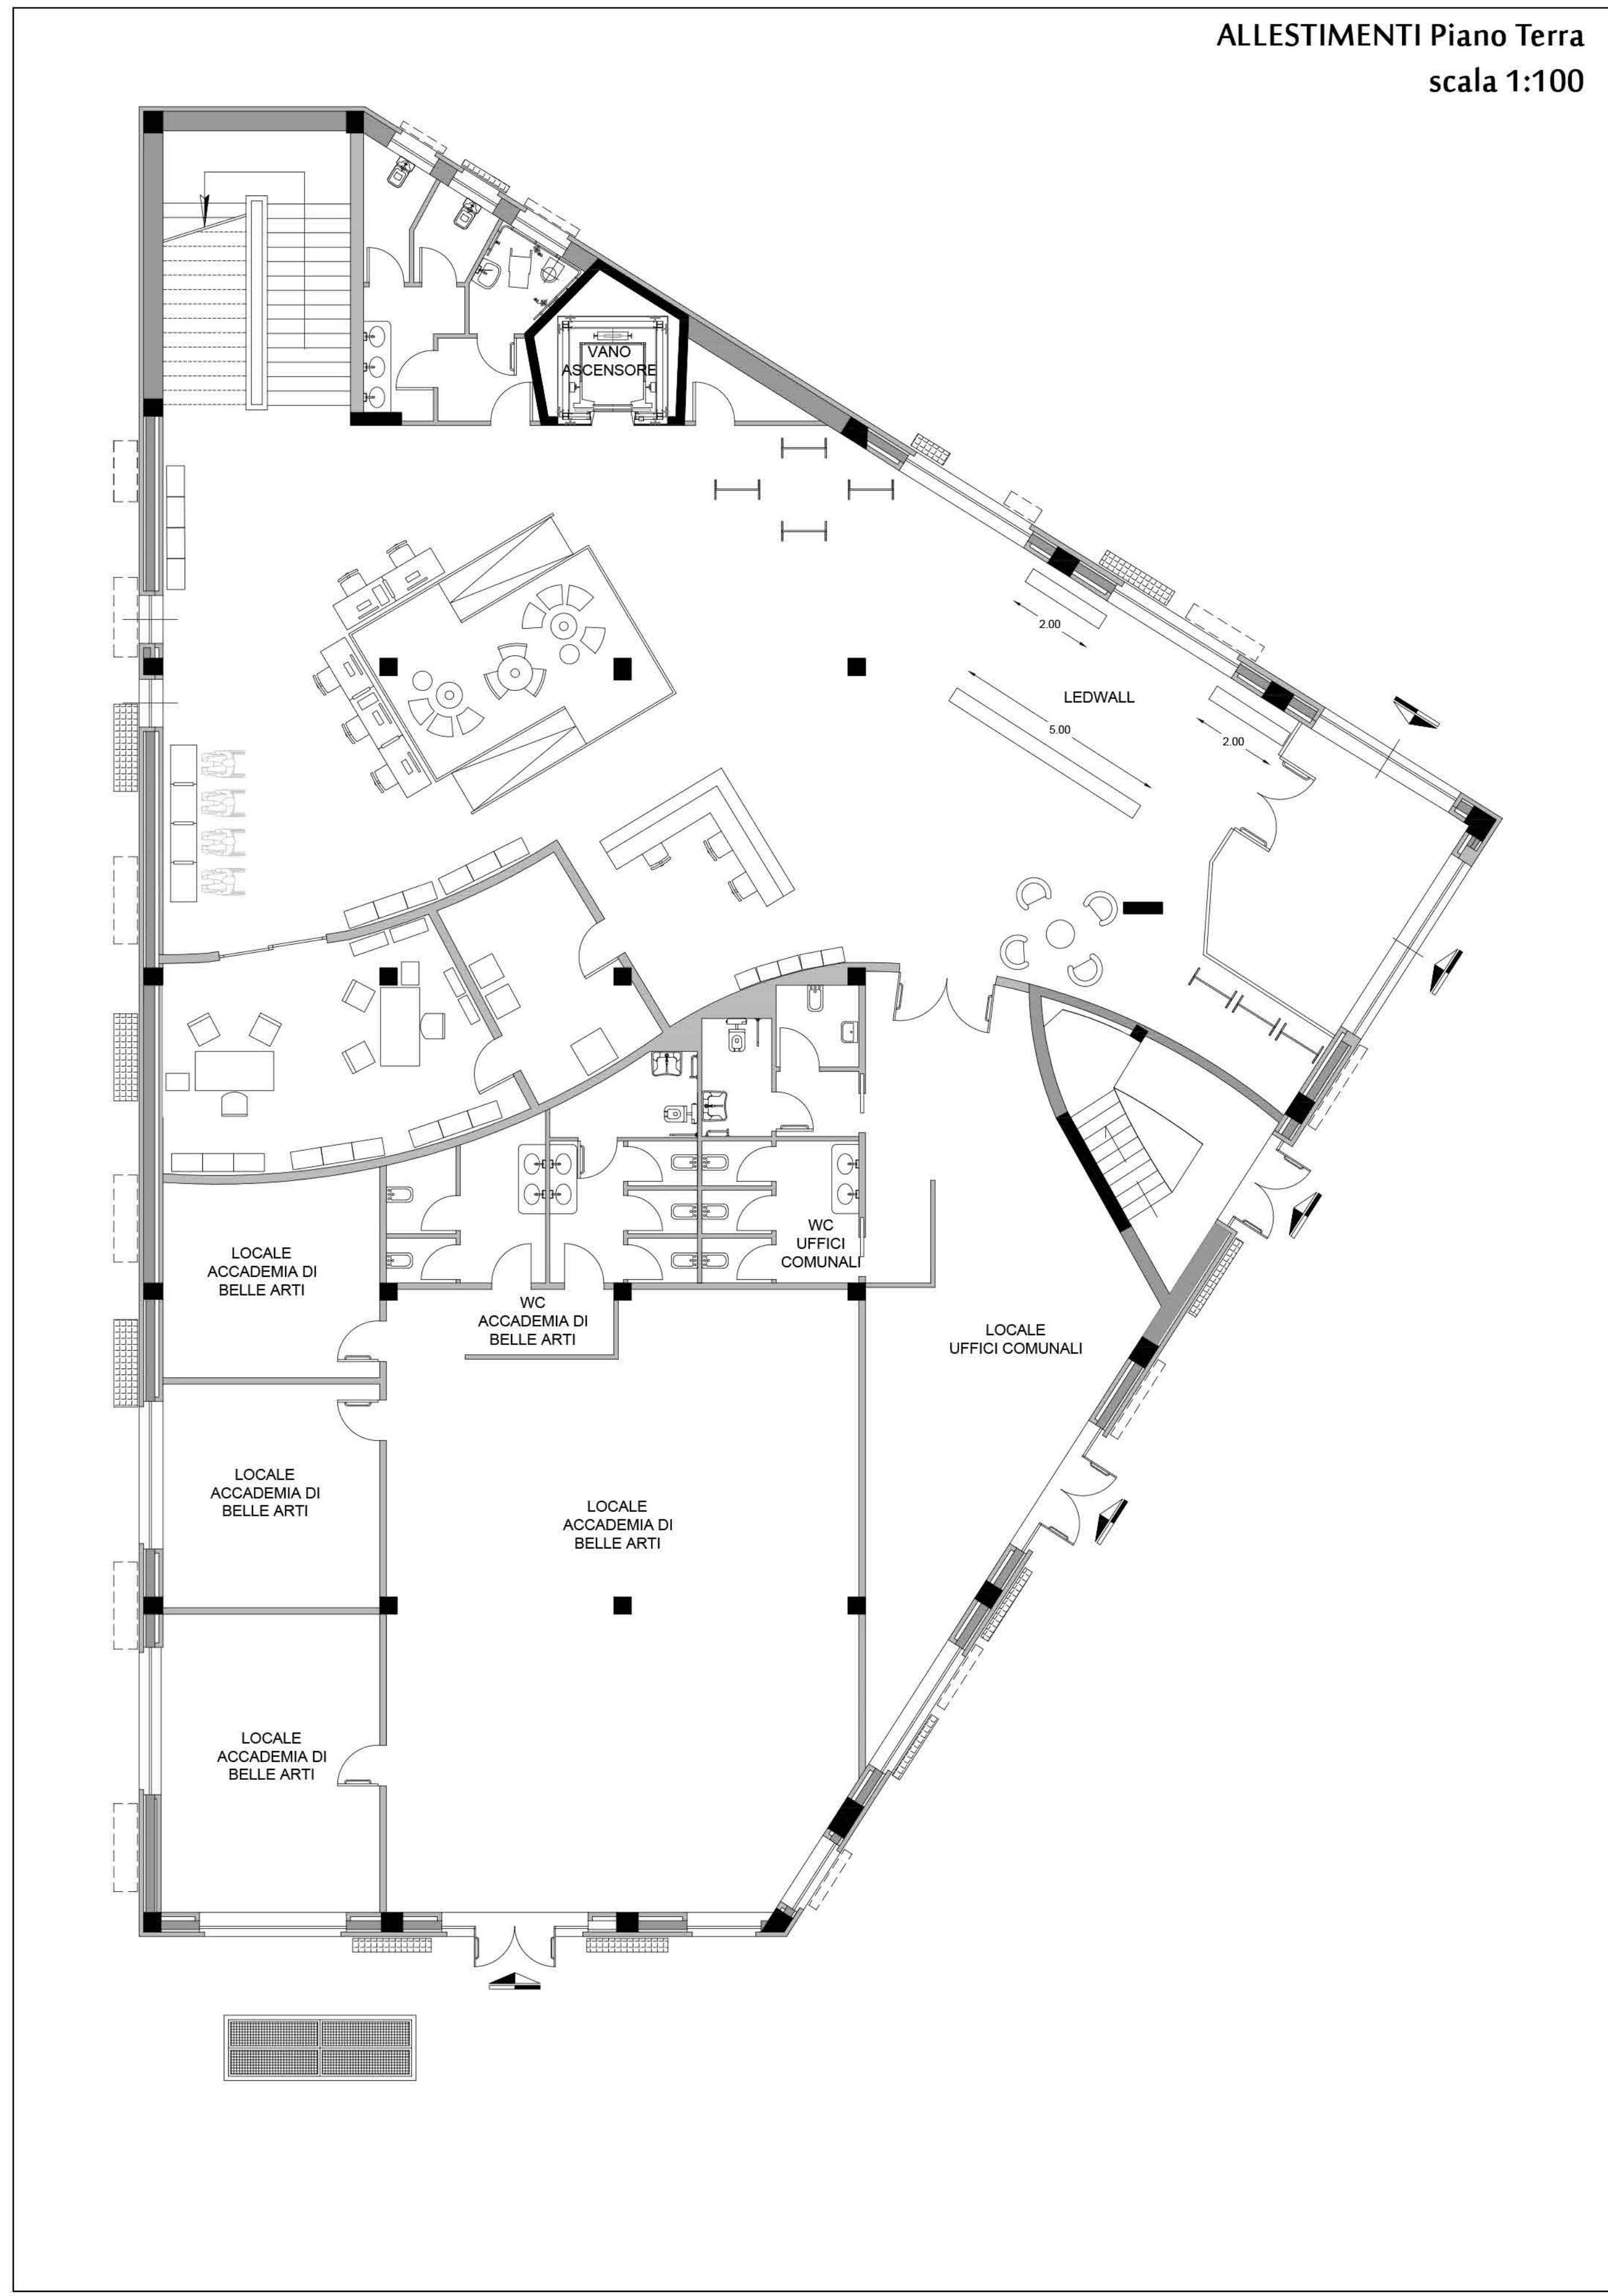 ALLESTIMENTI Piano Terra
scala 1:100
VANO
ASCENSORE
2.00
LEDWALL
5.00
2.00
WC
UFFICI
COMUNALI
LOCALE
ACCADEMIA DI
BELLE ARTI
WC
ACCADEMIA DI
BELLE ARTI
LOCALE
UFFICI COMUNALI
LOCALE
ACCADEMIA DI
BELLE ARTI
LOCALE
ACCADEMIA DI
BELLE ARTI
LOCALE
ACCADEMIA DI
BELLE ARTI